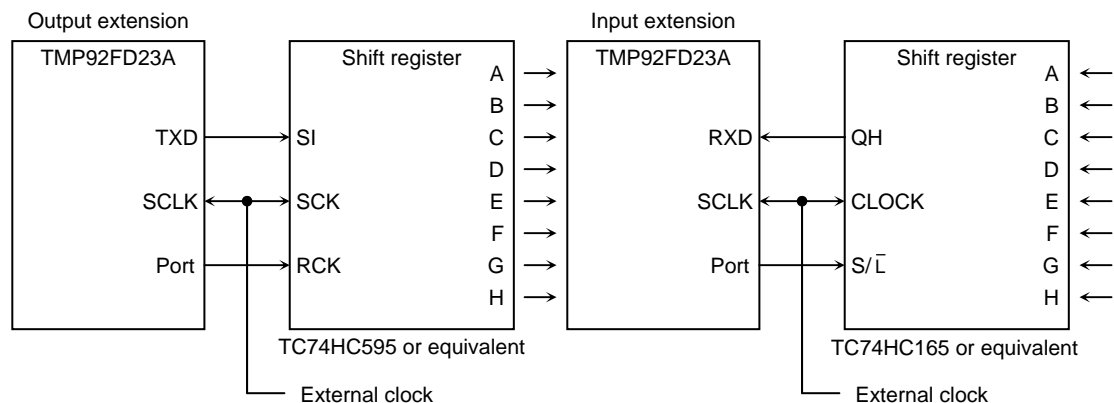 Output extension
TMP92FD23A
TXD
SCLK
Port
Shift register
SI
SCK
RCK
A
B
C
D
E
F
G
H
TC74HC595 or equivalent
External clock
Input extension
TMP92FD23A
RXD
SCLK
Port
Shift register
QH
CLOCK
S/L̅
A
B
C
D
E
F
G
H
TC74HC165 or equivalent
External clock